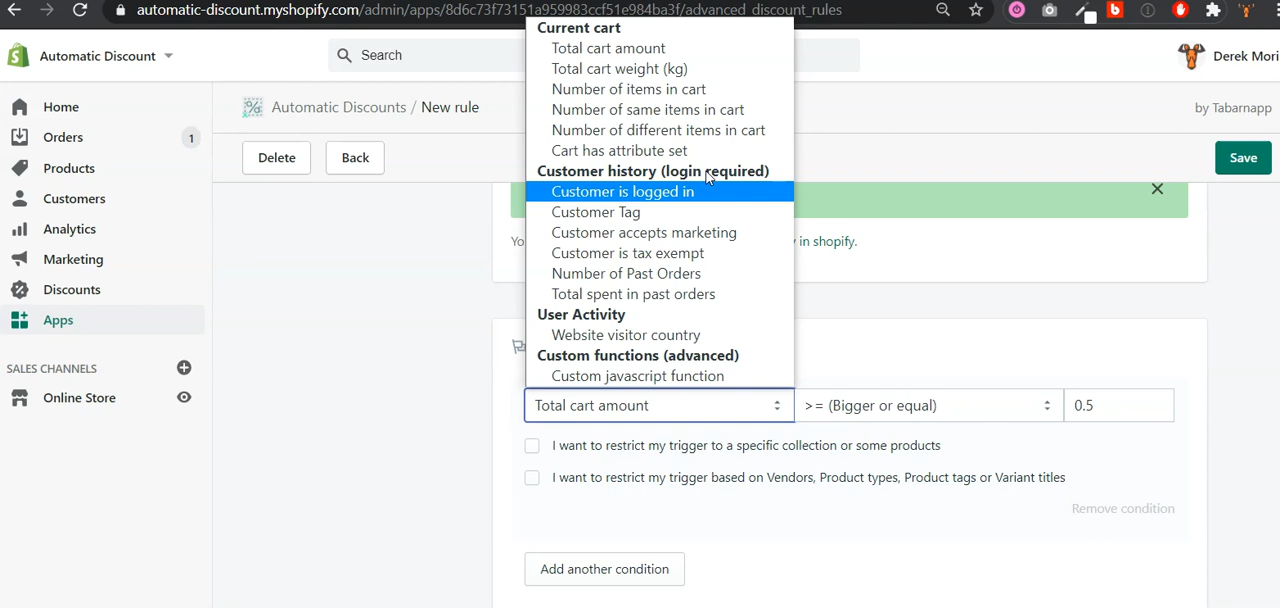 automatic-discount.myshopify.com/admin/apps/8d6c73f73151a959983ccf51e984ba3f/advanced_discount_rules
Automatic Discount
Search
Derek Mori
Home
Orders 1
Products
Customers
Analytics
Marketing
Discounts
Apps
SALES CHANNELS
Online Store
Automatic Discounts / New rule
by Tabarnapp
Delete
Back
Save
Current cart
Total cart amount
Total cart weight (kg)
Number of items in cart
Number of same items in cart
Number of different items in cart
Cart has attribute set
Customer history (login required)
Customer is logged in
Customer Tag
Customer accepts marketing
Yo
in shopify.
Customer is tax exempt
Number of Past Orders
Total spent in past orders
User Activity
Website visitor country
Custom functions (advanced)
Custom javascript function
Total cart amount
>= (Bigger or equal)
0.5
I want to restrict my trigger to a specific collection or some products
I want to restrict my trigger based on Vendors, Product types, Product tags or Variant titles
Remove condition
Add another condition